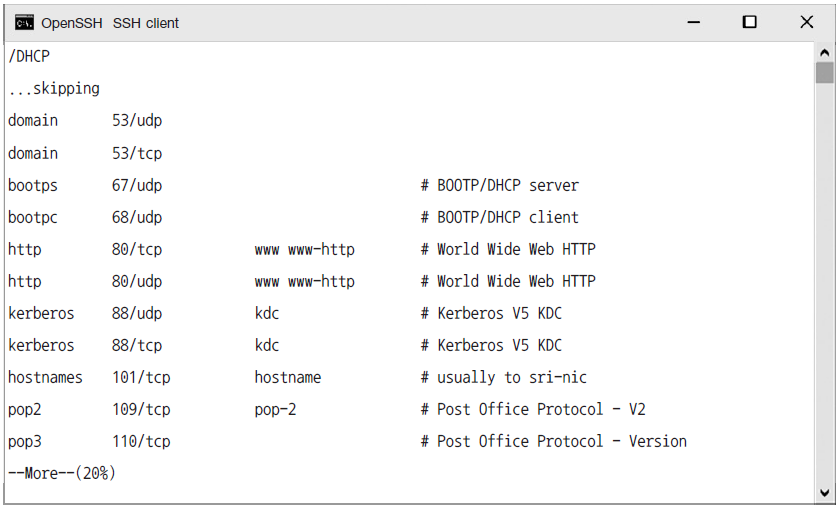 OpenSSH SSH client
/DHCP
...skipping
domain 53/udp
domain 53/tcp
bootps 67/udp # BOOTP/DHCP server
bootpc 68/udp # BOOTP/DHCP client
http 80/tcp www www-http # World Wide Web HTTP
http 80/udp www www-http # World Wide Web HTTP
kerberos 88/udp kdc # Kerberos V5 KDC
kerberos 88/tcp kdc # Kerberos V5 KDC
hostnames 101/tcp hostname # usually to sri-nic
pop2 109/tcp pop-2 # Post Office Protocol - V2
pop3 110/tcp # Post Office Protocol - Version
--More--(20%)